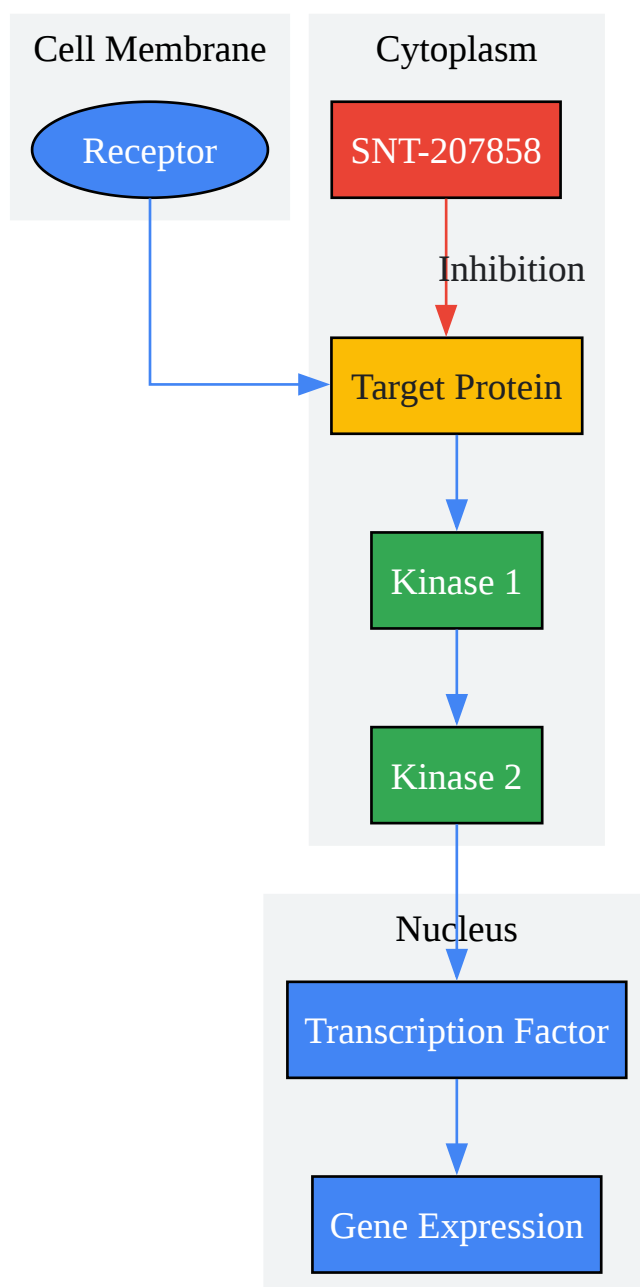 Cell Membrane
Cytoplasm
Receptor
SNT-207858
Inhibition
Target Protein
Kinase 1
Kinase 2
Nucleus
Transcription Factor
Gene Expression